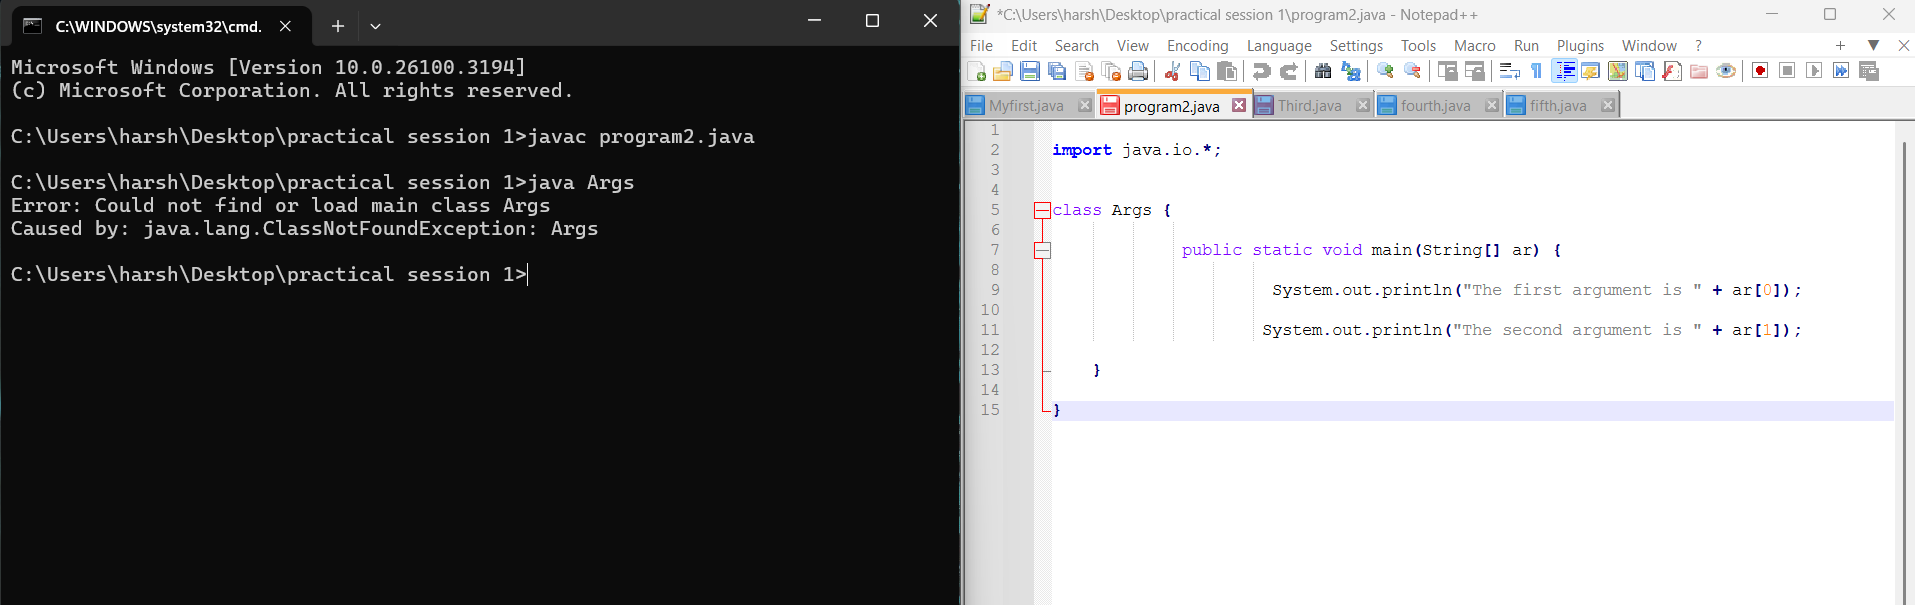 C:\WINDOWS\system32\cmd.
Microsoft Windows [Version 10.0.26100.3194]
(c) Microsoft Corporation. All rights reserved.
C:\Users\harsh\Desktop\practical session 1>javac program2.java
C:\Users\harsh\Desktop\practical session 1>java Args
Error: Could not find or load main class Args
Caused by: java.lang.ClassNotFoundException: Args
C:\Users\harsh\Desktop\practical session 1>
*C:\Users\harsh\Desktop\practical session 1\program2.java - Notepad++
File Edit Search View Encoding Language Settings Tools Macro Run Plugins Window ?
Myfirst.java program2.java Third.java fourth.java fifth.java
1
2 import java.io.*;
3
4
5 class Args {
6
7 public static void main(String[] ar) {
8
9 System.out.println("The first argument is " + ar[0]);
10
11 System.out.println("The second argument is " + ar[1]);
12
13 }
14
15 }